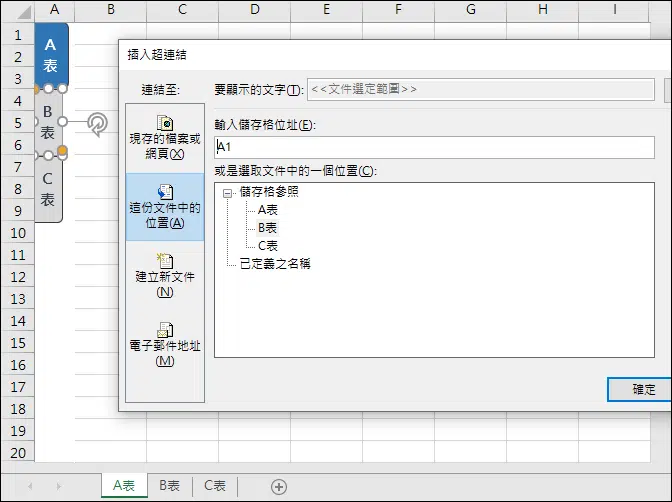 A B C D E F G H I
1
2
3
4
5
6
7
8
9
10
11
12
13
14
15
16
17
18
19
20
A
表
B
表
C
表
插入超連結
連結至:
要顯示的文字(T):
<<文件選定範圍>>
現存的檔案或
網頁(X)
這份文件中的
位置(A)
建立新文件
(N)
電子郵件地址
(M)
輸入儲存格位址(E):
A1
或是選取文件中的一個位置(C):
儲存格參照
A表
B表
C表
已定義之名稱
確定
A表 B表 C表